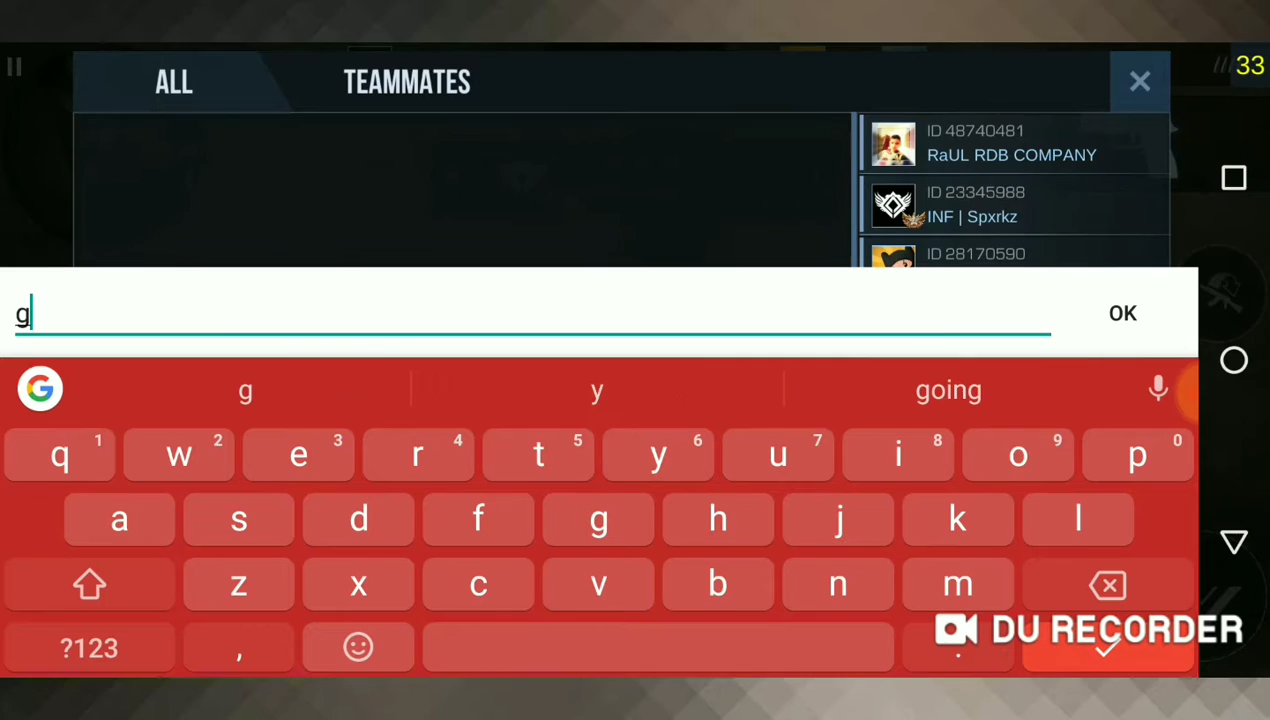 ALL TEAMMATES
33
ID 48740481
RaUL RDB COMPANY
ID 23345988
INF | Spxrkz
ID 28170590
g
OK
g y going
q 1 w 2 e 3 r 4 t 5 y 6 u 7 i 8 o 9 p 0
a s d f g h j k l
z x c v b n m
DU RECORDER
?123 , .